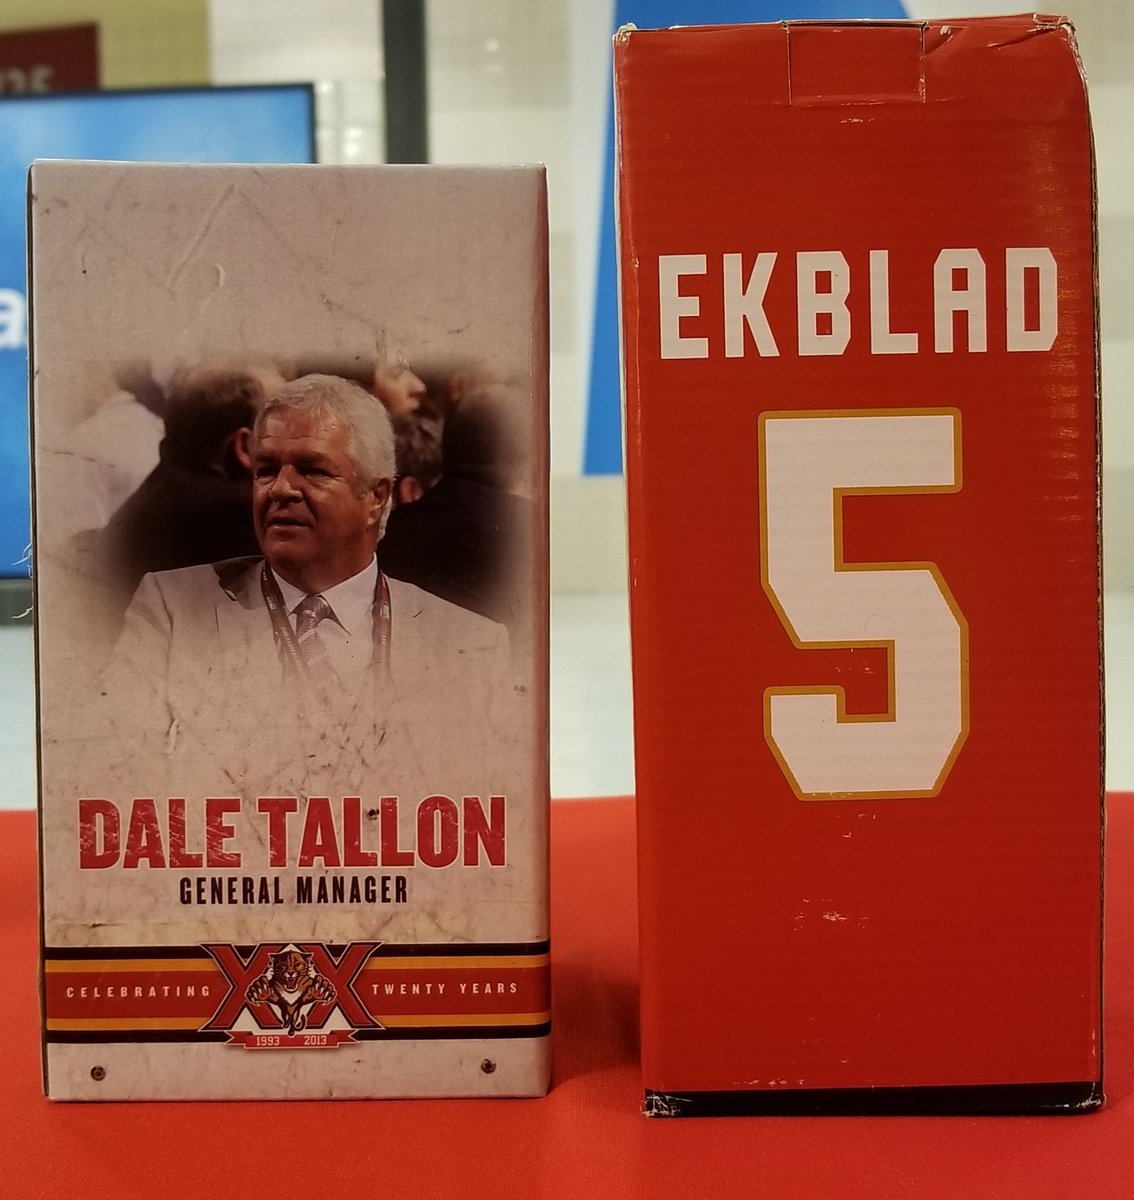 DALE TALLON
GENERAL MANAGER
CELEBRATING XX TWENTY YEARS
1993 2013
EKBLAD
5